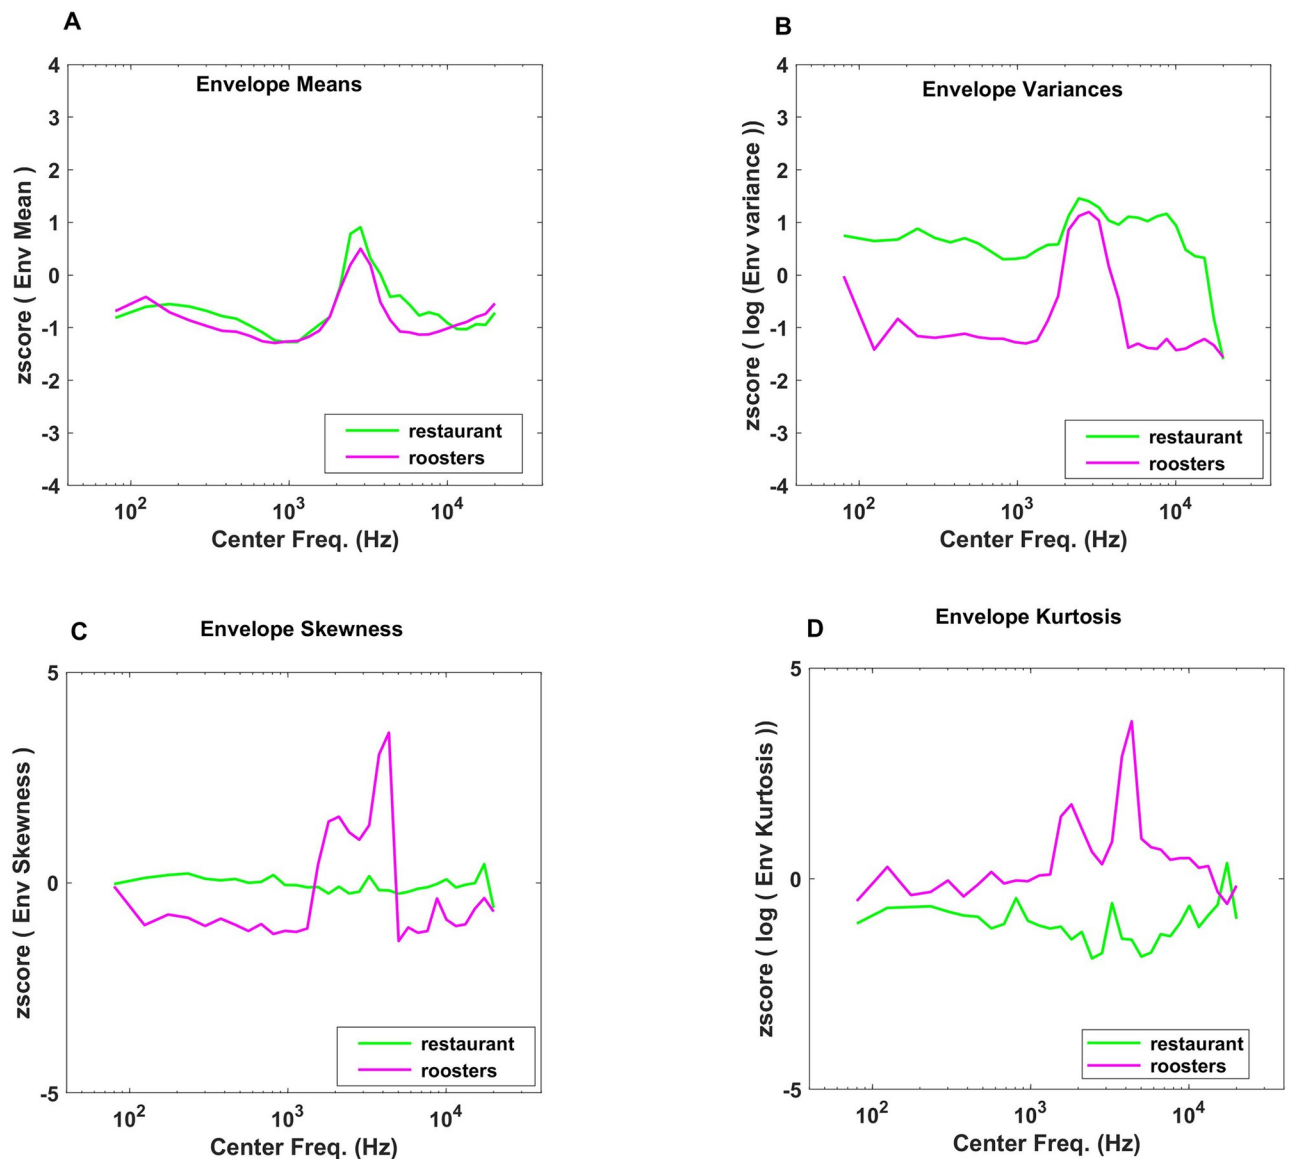 A
Envelope Means
zscore ( Env Mean )
4
3
2
1
0
-1
-2
-3
-4
restaurant
roosters
10^2
10^3
10^4
Center Freq. (Hz)
B
Envelope Variances
zscore ( log (Env variance ))
4
3
2
1
0
-1
-2
-3
-4
restaurant
roosters
10^2
10^3
10^4
Center Freq. (Hz)
C
Envelope Skewness
zscore ( Env Skewness )
5
0
-5
restaurant
roosters
10^2
10^3
10^4
Center Freq. (Hz)
D
Envelope Kurtosis
zscore ( log ( Env Kurtosis ))
5
0
-5
restaurant
roosters
10^2
10^3
10^4
Center Freq. (Hz)